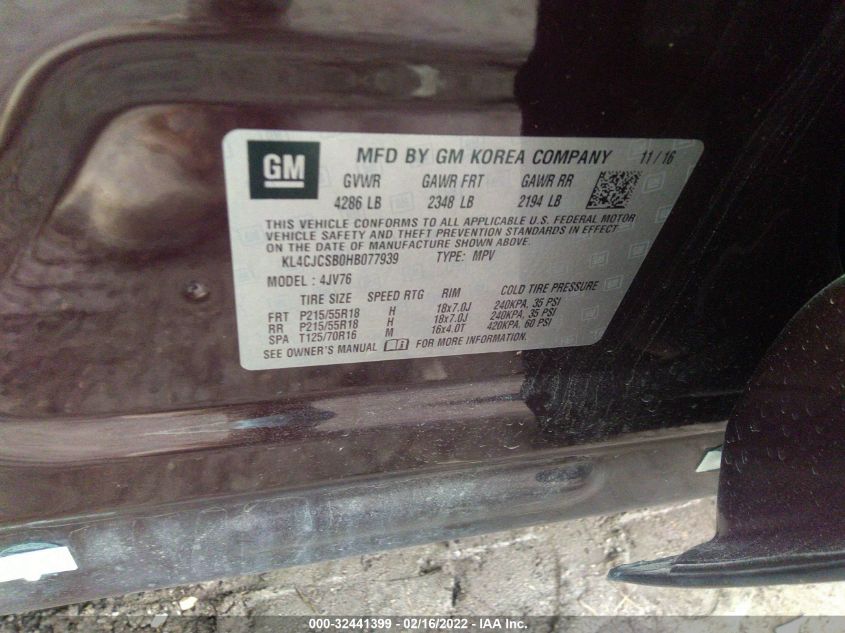 GM
MFD BY GM KOREA COMPANY 11/16
GVWR GAWR FRT GAWR RR
4286 LB 2348 LB 2194 LB
THIS VEHICLE CONFORMS TO ALL APPLICABLE U.S. FEDERAL MOTOR
VEHICLE SAFETY AND THEFT PREVENTION STANDARDS IN EFFECT
ON THE DATE OF MANUFACTURE SHOWN ABOVE.
KL4CJCSB0HB077939 TYPE: MPV
MODEL: 4JV76
TIRE SIZE SPEED RTG RIM COLD TIRE PRESSURE
FRT P215/55R18 H 18x7.0J 240KPA, 35 PSI
RR P215/55R18 H 18x7.0J 240KPA, 35 PSI
SPA T125/70R16 M 16x4.0T 420KPA, 60 PSI
SEE OWNER'S MANUAL FOR MORE INFORMATION.
000-32441399 - 02/16/2022 - IAA Inc.